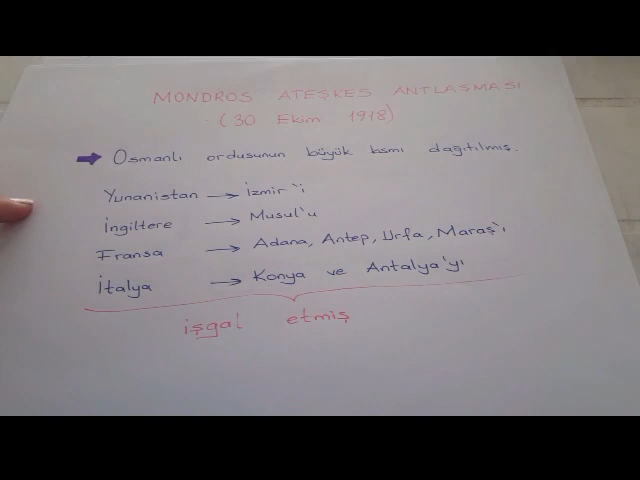 MONDROS ATEŞKES ANTLAŞMASI
(30 Ekim 1918)
Osmanlı ordusunun büyük kısmı dağıtılmış.
Yunanistan → İzmir'i
İngiltere → Musul'u
Fransa → Adana, Antep, Urfa, Maraş'ı
İtalya → Konya ve Antalya'yı
işgal etmiş